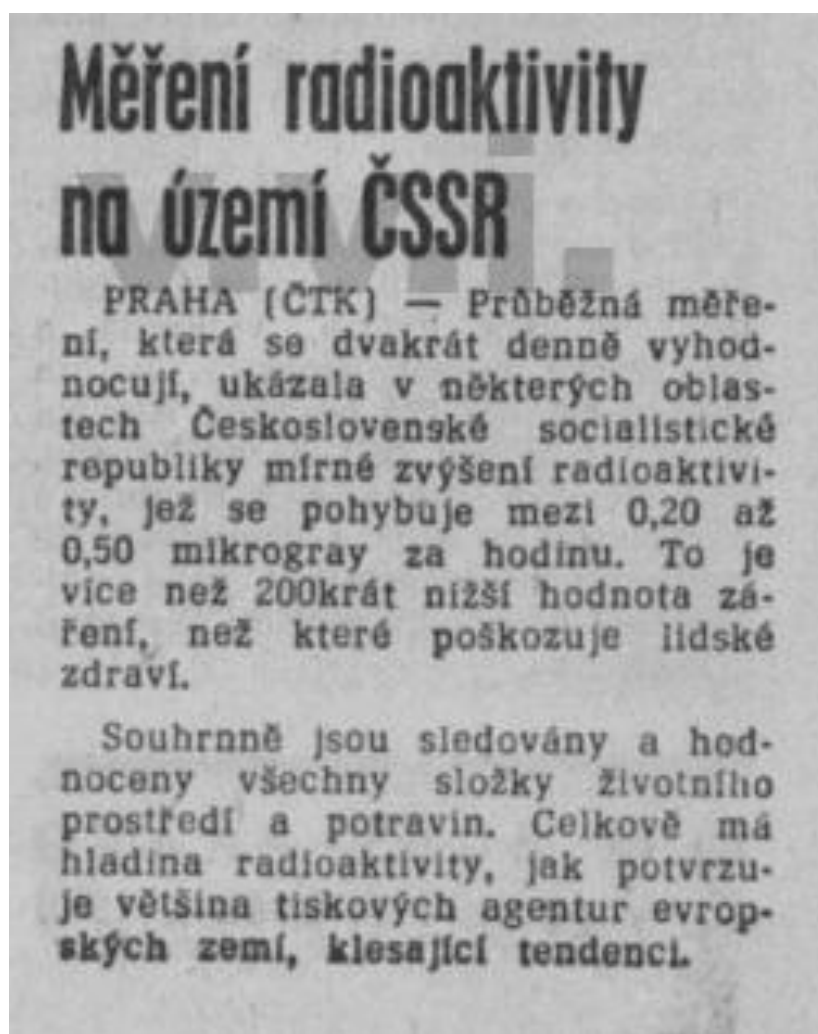 Měření radioaktivity
na území ČSSR
PRAHA (ČTK) — Průběžná měře-
ní, která se dvakrát denně vyhod-
nocují, ukázala v některých oblas-
tech Československé socialistické
republiky mírné zvýšení radioaktivi-
ty, jež se pohybuje mezi 0,20 až
0,50 mikrogray za hodinu. To je
více než 200krát nižší hodnota zá-
ření, než které poškozuje lidské
zdraví.
Souhrnně jsou sledovány a hod-
noceny všechny složky životního
prostředí a potravin. Celkově má
hladina radioaktivity, jak potvrzu-
je většina tiskových agentur evrop-
ských zemí, klesající tendenci.